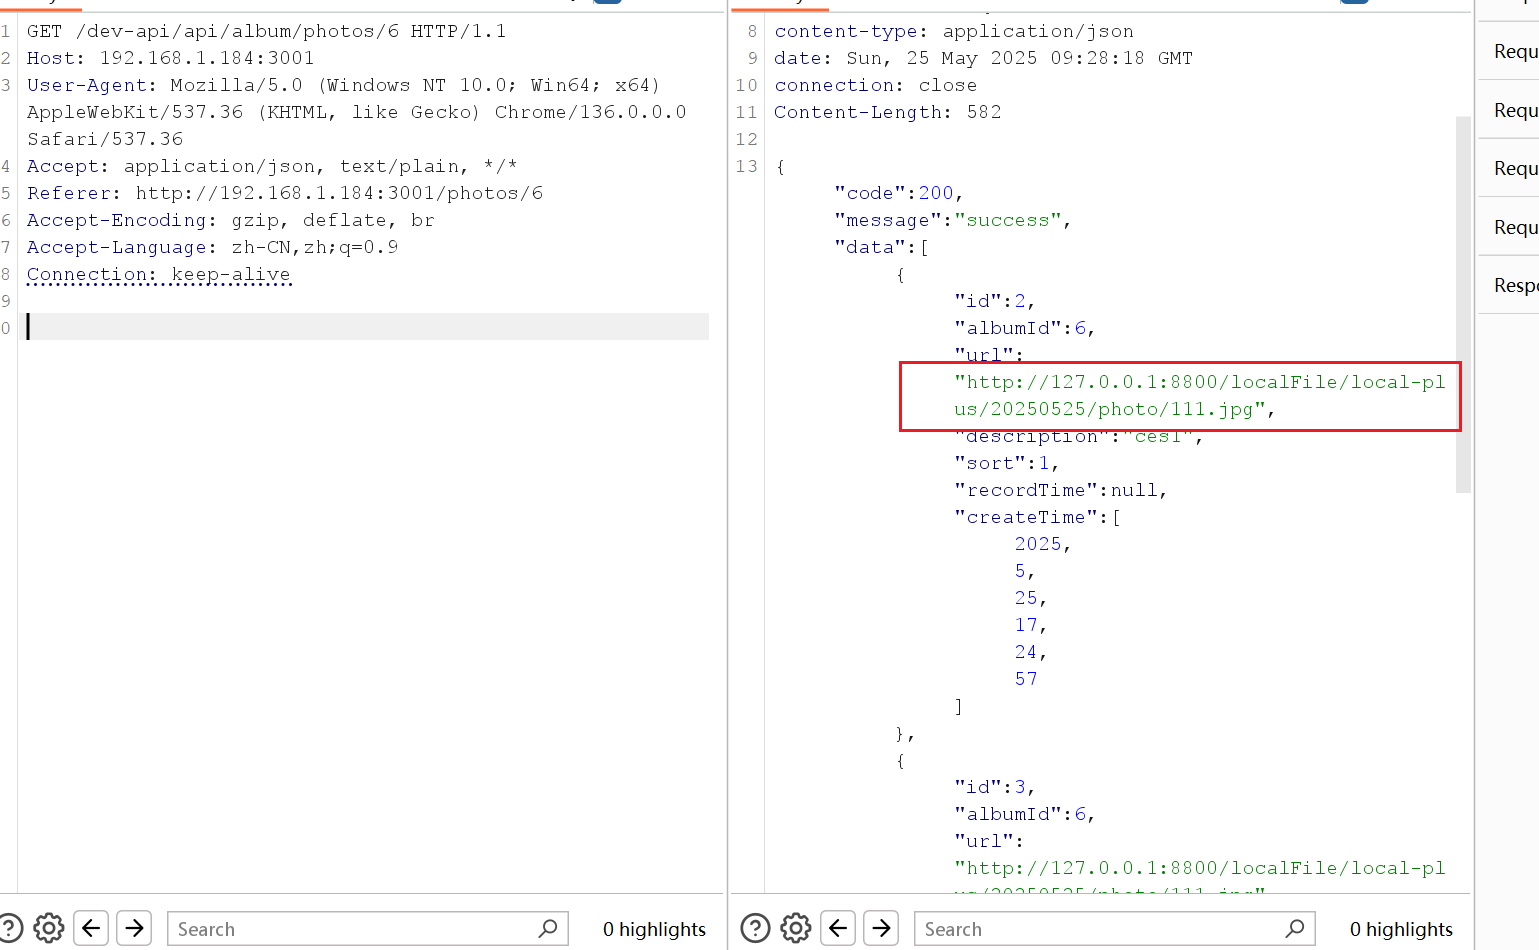 1 GET /dev-api/api/album/photos/6 HTTP/1.1
2 Host: 192.168.1.184:3001
3 User-Agent: Mozilla/5.0 (Windows NT 10.0; Win64; x64)
AppleWebKit/537.36 (KHTML, like Gecko) Chrome/136.0.0.0
Safari/537.36
4 Accept: application/json, text/plain, */*
5 Referer: http://192.168.1.184:3001/photos/6
6 Accept-Encoding: gzip, deflate, br
7 Accept-Language: zh-CN,zh;q=0.9
8 Connection: keep-alive
9
0
? Search 0 highlights
8 content-type: application/json
9 date: Sun, 25 May 2025 09:28:18 GMT
10 connection: close
11 Content-Length: 582
12
13 {
"code":200,
"message":"success",
"data":[
{
"id":2,
"albumId":6,
"url":
"http://127.0.0.1:8800/localFile/local-pl
us/20250525/photo/111.jpg",
"description":"ces1",
"sort":1,
"recordTime":null,
"createTime":[
2025,
5,
25,
17,
24,
57
]
},
{
"id":3,
"albumId":6,
"url":
"http://127.0.0.1:8800/localFile/local-pl
us/20250525/photo/111.jpg"
? Search 0 highlights
Requ
Requ
Requ
Requ
Resp